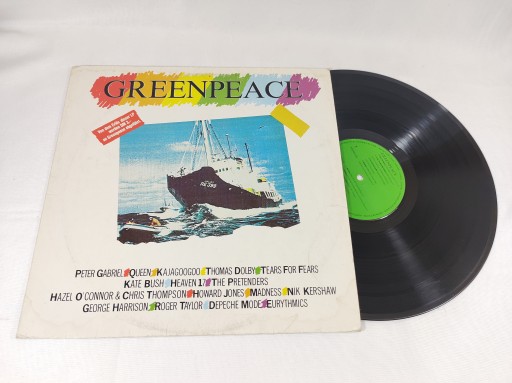 GREENPEACE
PETER GABRIEL QUEEN KAJAGOOGOO THOMAS DOLBY TEARS FOR FEARS
KATE BUSH HEAVEN 17 THE PRETENDERS
HAZEL O'CONNOR & CHRIS THOMPSON HOWARD JONES MADNESS NIK KERSHAW
GEORGE HARRISON ROGER TAYLOR DEPECHE MODE EURYTHMICS